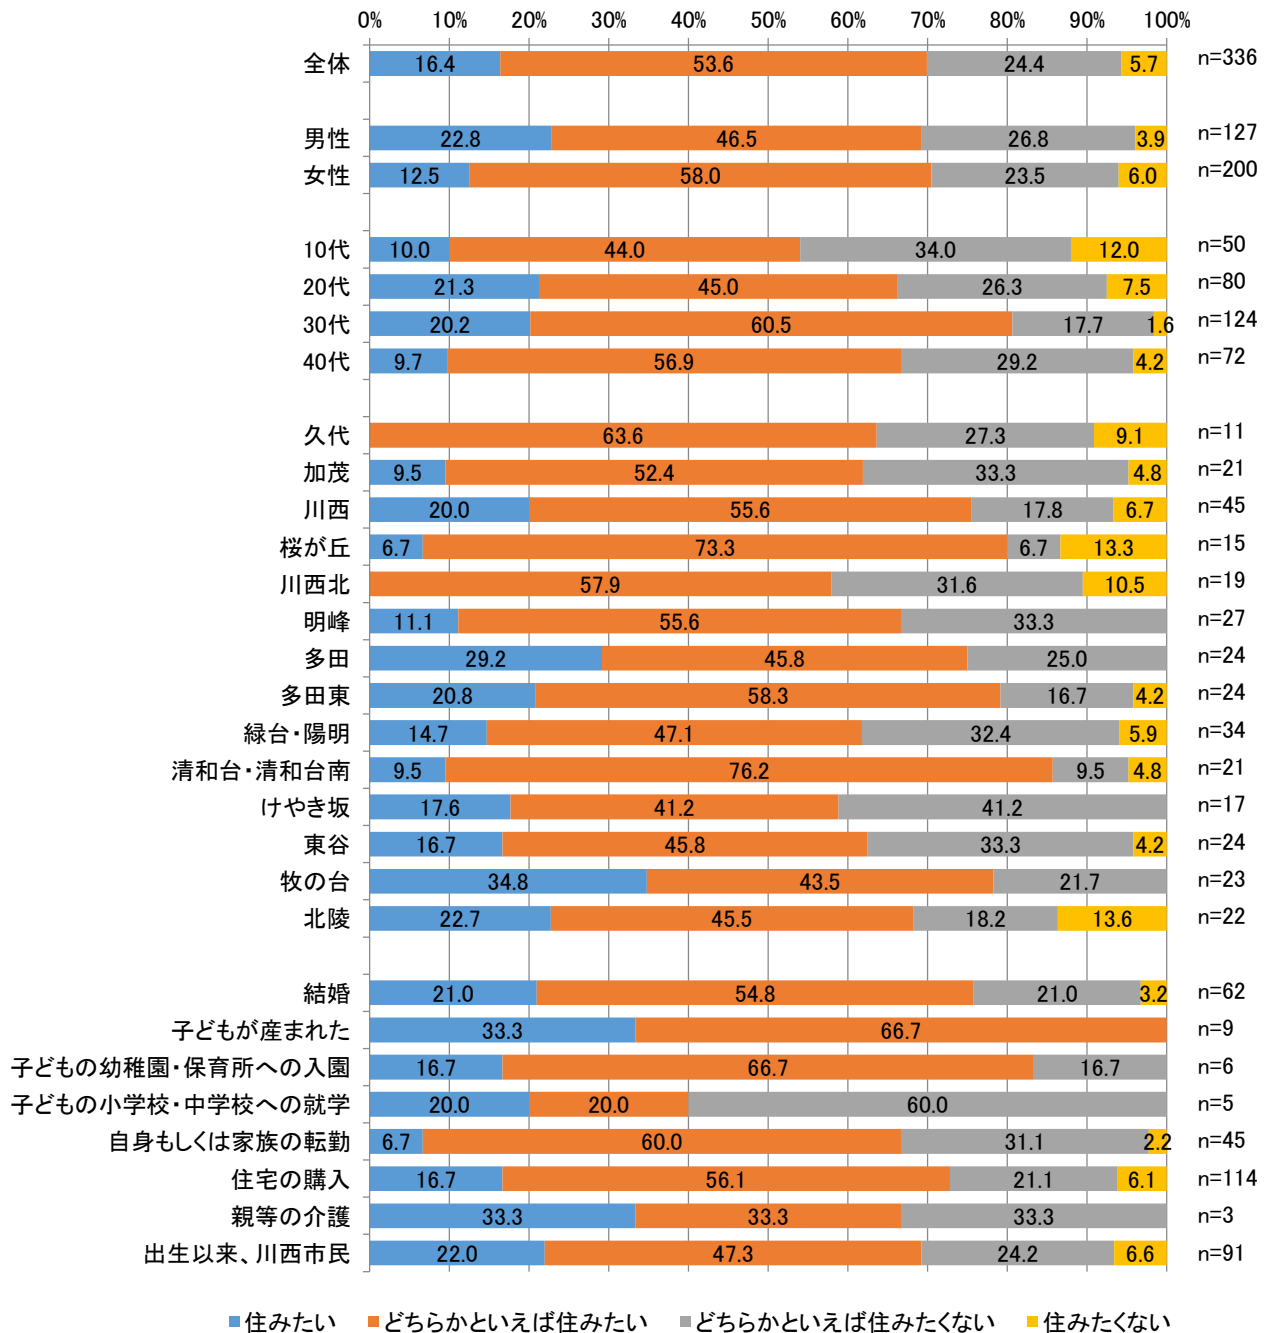 0% 10% 20% 30% 40% 50% 60% 70% 80% 90% 100%
全体 16.4 53.6 24.4 5.7 n=336
男性 22.8 46.5 26.8 3.9 n=127
女性 12.5 58.0 23.5 6.0 n=200
10代 10.0 44.0 34.0 12.0 n=50
20代 21.3 45.0 26.3 7.5 n=80
30代 20.2 60.5 17.7 1.6 n=124
40代 9.7 56.9 29.2 4.2 n=72
久代 63.6 27.3 9.1 n=11
加茂 9.5 52.4 33.3 4.8 n=21
川西 20.0 55.6 17.8 6.7 n=45
桜が丘 6.7 73.3 6.7 13.3 n=15
川西北 57.9 31.6 10.5 n=19
明峰 11.1 55.6 33.3 n=27
多田 29.2 45.8 25.0 n=24
多田東 20.8 58.3 16.7 4.2 n=24
緑台・陽明 14.7 47.1 32.4 5.9 n=34
清和台・清和台南 9.5 76.2 9.5 4.8 n=21
けやき坂 17.6 41.2 41.2 n=17
東谷 16.7 45.8 33.3 4.2 n=24
牧の台 34.8 43.5 21.7 n=23
北陵 22.7 45.5 18.2 13.6 n=22
結婚 21.0 54.8 21.0 3.2 n=62
子どもが産まれた 33.3 66.7 n=9
子どもの幼稚園・保育所への入園 16.7 66.7 16.7 n=6
子どもの小学校・中学校への就学 20.0 20.0 60.0 n=5
自身もしくは家族の転勤 6.7 60.0 31.1 2.2 n=45
住宅の購入 16.7 56.1 21.1 6.1 n=114
親等の介護 33.3 33.3 33.3 n=3
出生以来、川西市民 22.0 47.3 24.2 6.6 n=91
住みたい どちらかといえば住みたい どちらかといえば住みたくない 住みたくない